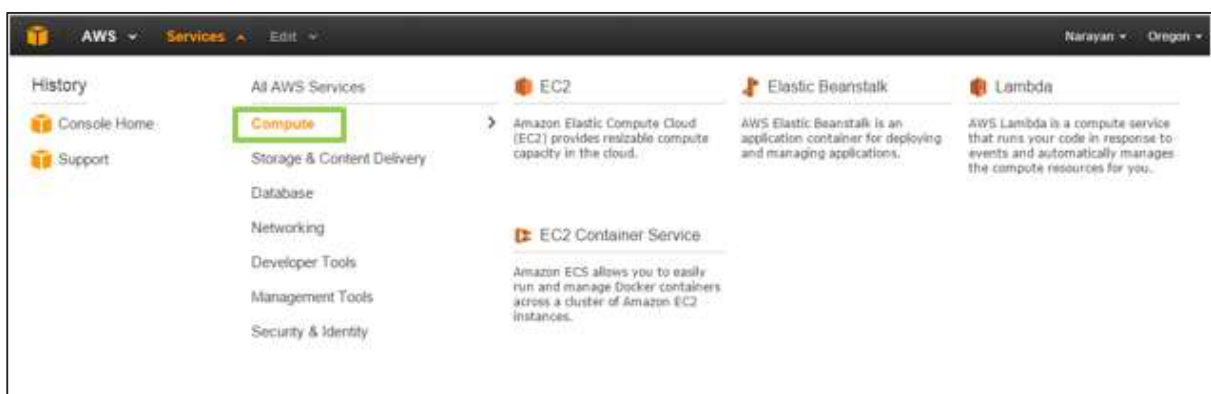 AWS Services Edit Narayan Oregon
History
Console Home
Support
All AWS Services
Compute
Storage & Content Delivery
Database
Networking
Developer Tools
Management Tools
Security & Identity
EC2
Amazon Elastic Compute Cloud
(EC2) provides resizable compute
capacity in the cloud.
Elastic Beanstalk
AWS Elastic Beanstalk is an
application container for deploying
and managing applications.
Lambda
AWS Lambda is a compute service
that runs your code in response to
events and automatically manages
the compute resources for you.
EC2 Container Service
Amazon ECS allows you to easily
run and manage Docker containers
across a cluster of Amazon EC2
instances.